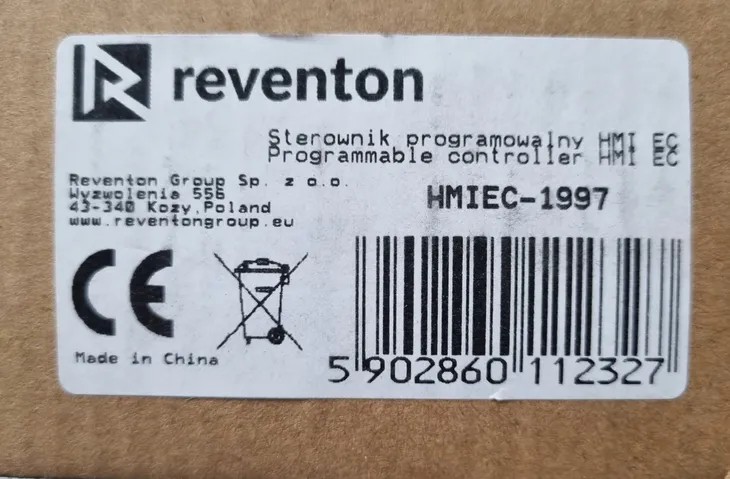 reventon
Sterownik programowalny HMI EC
Programmable controller HMI EC
Reventon Group Sp. z o.o.
Wyzwolenia 556
43-340 Kozy,Poland
www.reventongroup.eu
HMIEC-1997
CE
Made in China
5 902860 112327